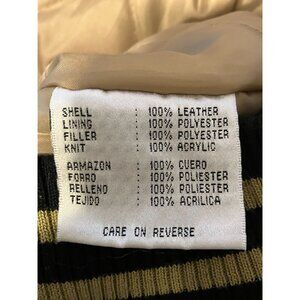 SHELL : 100% LEATHER
LINING : 100% POLYESTER
FILLER : 100% POLYESTER
KNIT : 100% ACRYLIC
ARMAZON : 100% CUERO
FORRO : 100% POLIESTER
RELLENO : 100% POLIESTER
TEJIDO : 100% ACRILICA
CARE ON REVERSE